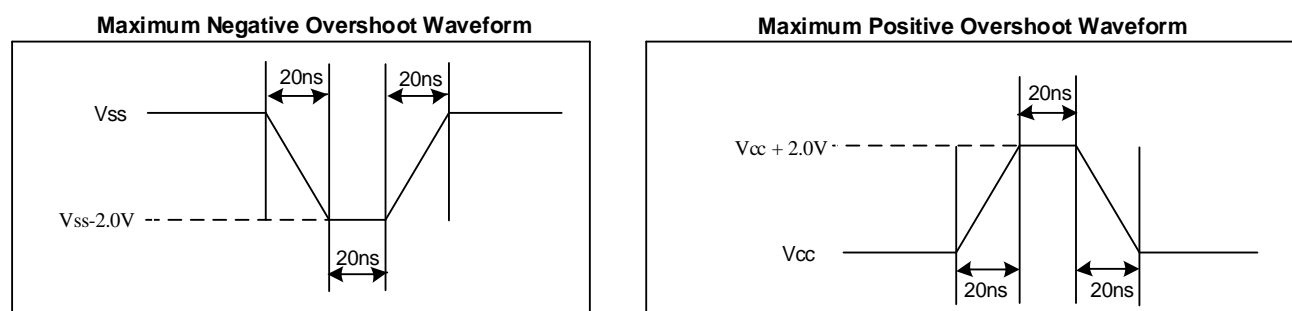 Maximum Negative Overshoot Waveform
20ns 20ns
Vss
Vss-2.0V
20ns
Maximum Positive Overshoot Waveform
20ns
Vcc + 2.0V
Vcc
20ns 20ns